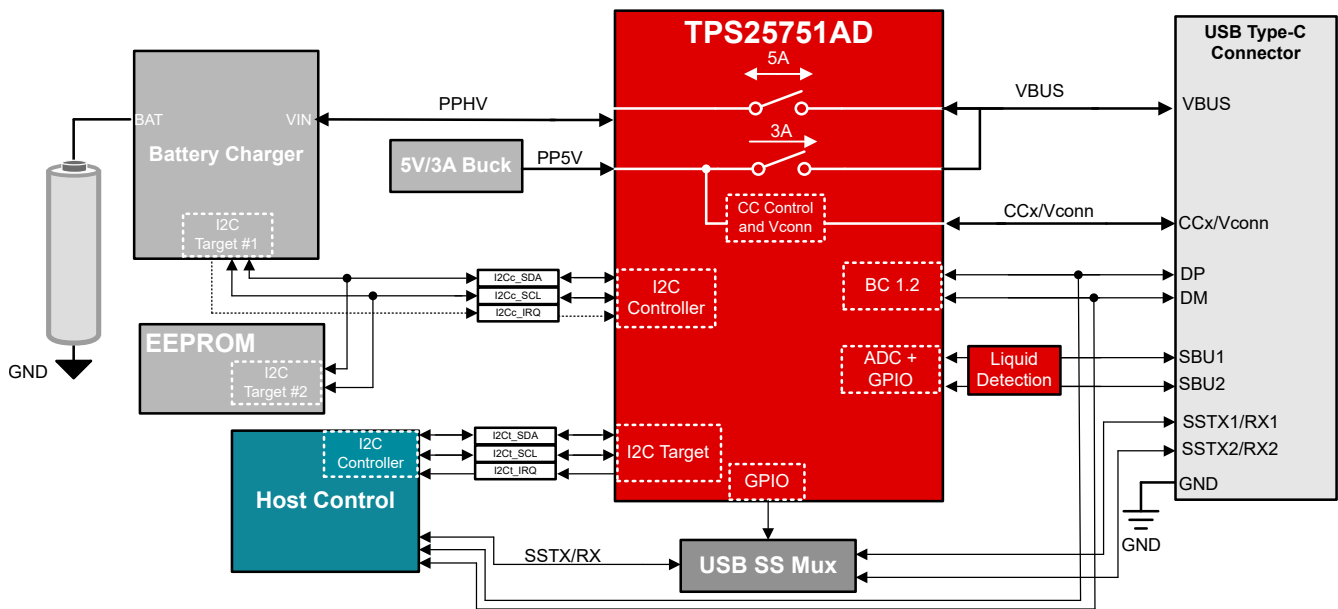 TPS25751AD
USB Type-C
Connector
5A
PPHV
VBUS
VBUS
BAT
VIN
Battery Charger
3A
5V/3A Buck
PP5V
CC Control
and Vconn
CCx/Vconn
CCx/Vconn
I2C
Target #1
I2Cc_SDA
I2Cc_SCL
I2Cc_IRQ
I2C
Controller
BC 1.2
DP
DM
EEPROM
I2C
Target #2
GND
ADC +
GPIO
Liquid
Detection
SBU1
SBU2
I2C
Controller
Host Control
I2Ct_SDA
I2Ct_SCL
I2Ct_IRQ
I2C Target
GPIO
SSTX1/RX1
SSTX2/RX2
GND
GND
SSTX/RX
USB SS Mux